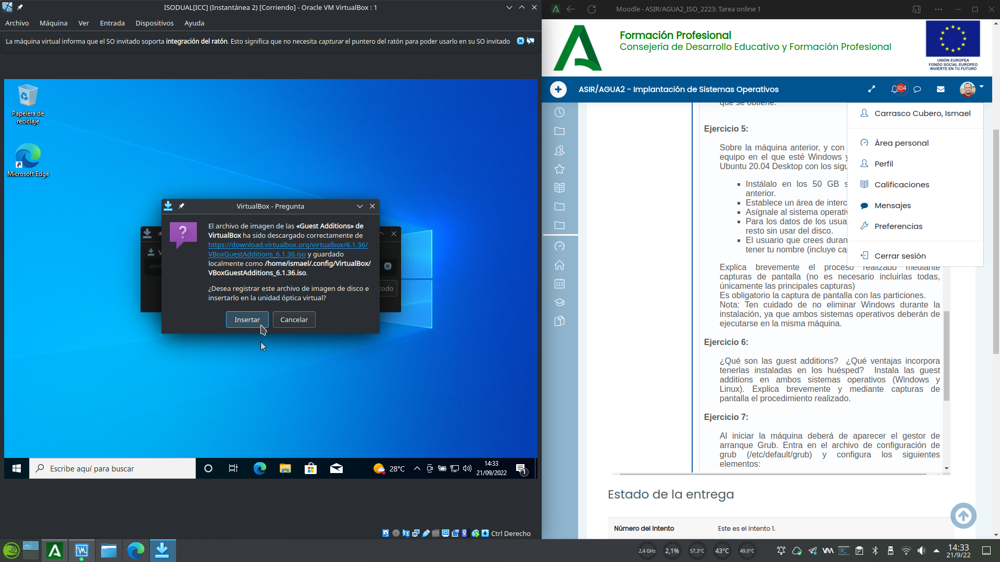 ISODUAL[ICC] (Instantánea 2) [Corriendo] - Oracle VM VirtualBox : 1
Archivo Máquina Ver Entrada Dispositivos Ayuda
La máquina virtual informa que el SO invitado soporta integración del ratón. Esto significa que no necesita capturar el puntero del ratón para poder usarlo en su SO invitado
Papelera de
reciclaje
Microsoft Edge
VirtualBox - Pregunta
El archivo de imagen de las «Guest Additions» de
VirtualBox ha sido descargado correctamente de
https://download.virtualbox.org/virtualbox/6.1.36/
VBoxGuestAdditions_6.1.36.iso y guardado
localmente como /home/ismael/.config/VirtualBox/
VBoxGuestAdditions_6.1.36.iso.
¿Desea registrar este archivo de imagen de disco e
insertarlo en la unidad óptica virtual?
Insertar Cancelar
todo
Escribe aquí para buscar
28°C
14:33
21/09/2022
1
Ctrl Derecho
Moodle - ASIR/AGUA2_ISO_2223: Tarea online 1
Formación Profesional
Consejería de Desarrollo Educativo y Formación Profesional
UNIÓN EUROPEA
FONDO SOCIAL EUROPEO
INVIERTE EN TU FUTURO
ASIR/AGUA2 - Implantación de Sistemas Operativos
104
que se obtiene.
Carrasco Cubero, Ismael
Área personal
Perfil
Calificaciones
Mensajes
Preferencias
Cerrar sesión
Ejercicio 5:
Sobre la máquina anterior, y con
equipo en el que esté Windows y
Ubuntu 20.04 Desktop con los sigu
Instálalo en los 50 GB s
anterior.
Establece un área de interc
Asígnale al sistema operativ
Para los datos de los usua
resto sin usar del disco.
El usuario que crees duran
tener tu nombre (incluye ca
Explica brevemente el proceso realizado mediante
capturas de pantalla (no es necesario incluirlas todas,
únicamente las principales capturas)
Es obligatorio la captura de pantalla con las particiones.
Nota: Ten cuidado de no eliminar Windows durante la
instalación, ya que ambos sistemas operativos deberán de
ejecutarse en la misma máquina.
Ejercicio 6:
¿Qué son las guest additions? ¿Qué ventajas incorpora
tenerlas instaladas en los huésped? Instala las guest
additions en ambos sistemas operativos (Windows y
Linux). Explica brevemente y mediante capturas de
pantalla el procedimiento realizado.
Ejercicio 7:
Al iniciar la máquina deberá de aparecer el gestor de
arranque Grub. Entra en el archivo de configuración de
grub (/etc/default/grub) y configura los siguientes
elementos:
Estado de la entrega
Número del Intento Este es el intento 1.
2,4 GHz 2,1% 57,3°C 43°C 49,0°C
14:33
21/9/22